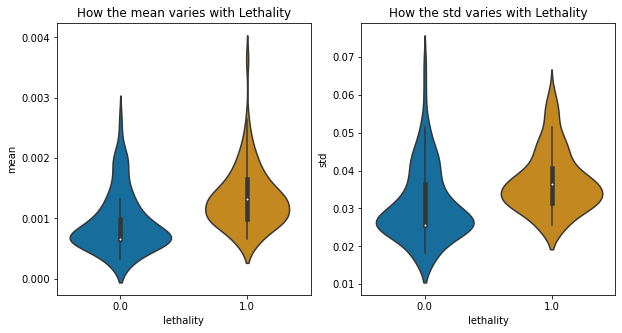 How the mean varies with Lethality
0.004
0.003
0.002
0.001
0.000
mean
0.0
1.0
lethality
How the std varies with Lethality
0.07
0.06
0.05
0.04
0.03
0.02
0.01
std
0.0
1.0
lethality